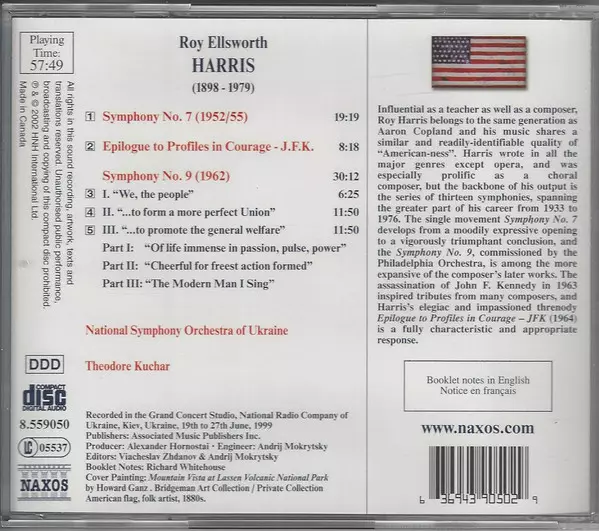 Playing
Time:
57:49
All rights in this sound recording, artwork, texts and
translations reserved. Unauthorised public performance,
broadcasting and copying of this compact disc prohibited.
℗ & © 2002 HNH International Ltd.
Made in Canada
DDD
COMPACT
disc
DIGITAL AUDIO
8.559050
LC 05537
NAXOS
Roy Ellsworth
HARRIS
(1898 - 1979)
1 Symphony No. 7 (1952/55) 19:19
2 Epilogue to Profiles in Courage - J.F.K. 8:18
Symphony No. 9 (1962) 30:12
3 I. “We, the people” 6:25
4 II. “...to form a more perfect Union” 11:50
5 III. “...to promote the general welfare” 11:50
Part I: “Of life immense in passion, pulse, power”
Part II: “Cheerful for freest action formed”
Part III: “The Modern Man I Sing”
National Symphony Orchestra of Ukraine
Theodore Kuchar
Recorded in the Grand Concert Studio, National Radio Company of
Ukraine, Kiev, Ukraine, 19th to 27th June, 1999
Publishers: Associated Music Publishers Inc.
Producer: Alexander Hornostai • Engineer: Andrij Mokrytsky
Editors: Viacheslav Zhdanov & Andrij Mokrytsky
Booklet Notes: Richard Whitehouse
Cover Painting: Mountain Vista at Lassen Volcanic National Park
by Howard Ganz . Bridgeman Art Collection / Private Collection
American flag, folk artist, 1880s.
Influential as a teacher as well as a composer,
Roy Harris belongs to the same generation as
Aaron Copland and his music shares a
similar and readily-identifiable quality of
“American-ness”. Harris wrote in all the
major genres except opera, and was
especially prolific as a choral
composer, but the backbone of his output is
the series of thirteen symphonies, spanning
the greater part of his career from 1933 to
1976. The single movement Symphony No. 7
develops from a moodily expressive opening
to a vigorously triumphant conclusion, and
the Symphony No. 9, commissioned by the
Philadelphia Orchestra, is among the more
expansive of the composer’s later works. The
assassination of John F. Kennedy in 1963
inspired tributes from many composers, and
Harris’s elegiac and impassioned threnody
Epilogue to Profiles in Courage – JFK (1964)
is a fully characteristic and appropriate
response.
Booklet notes in English
Notice en français
www.naxos.com
6 36943 90502 9